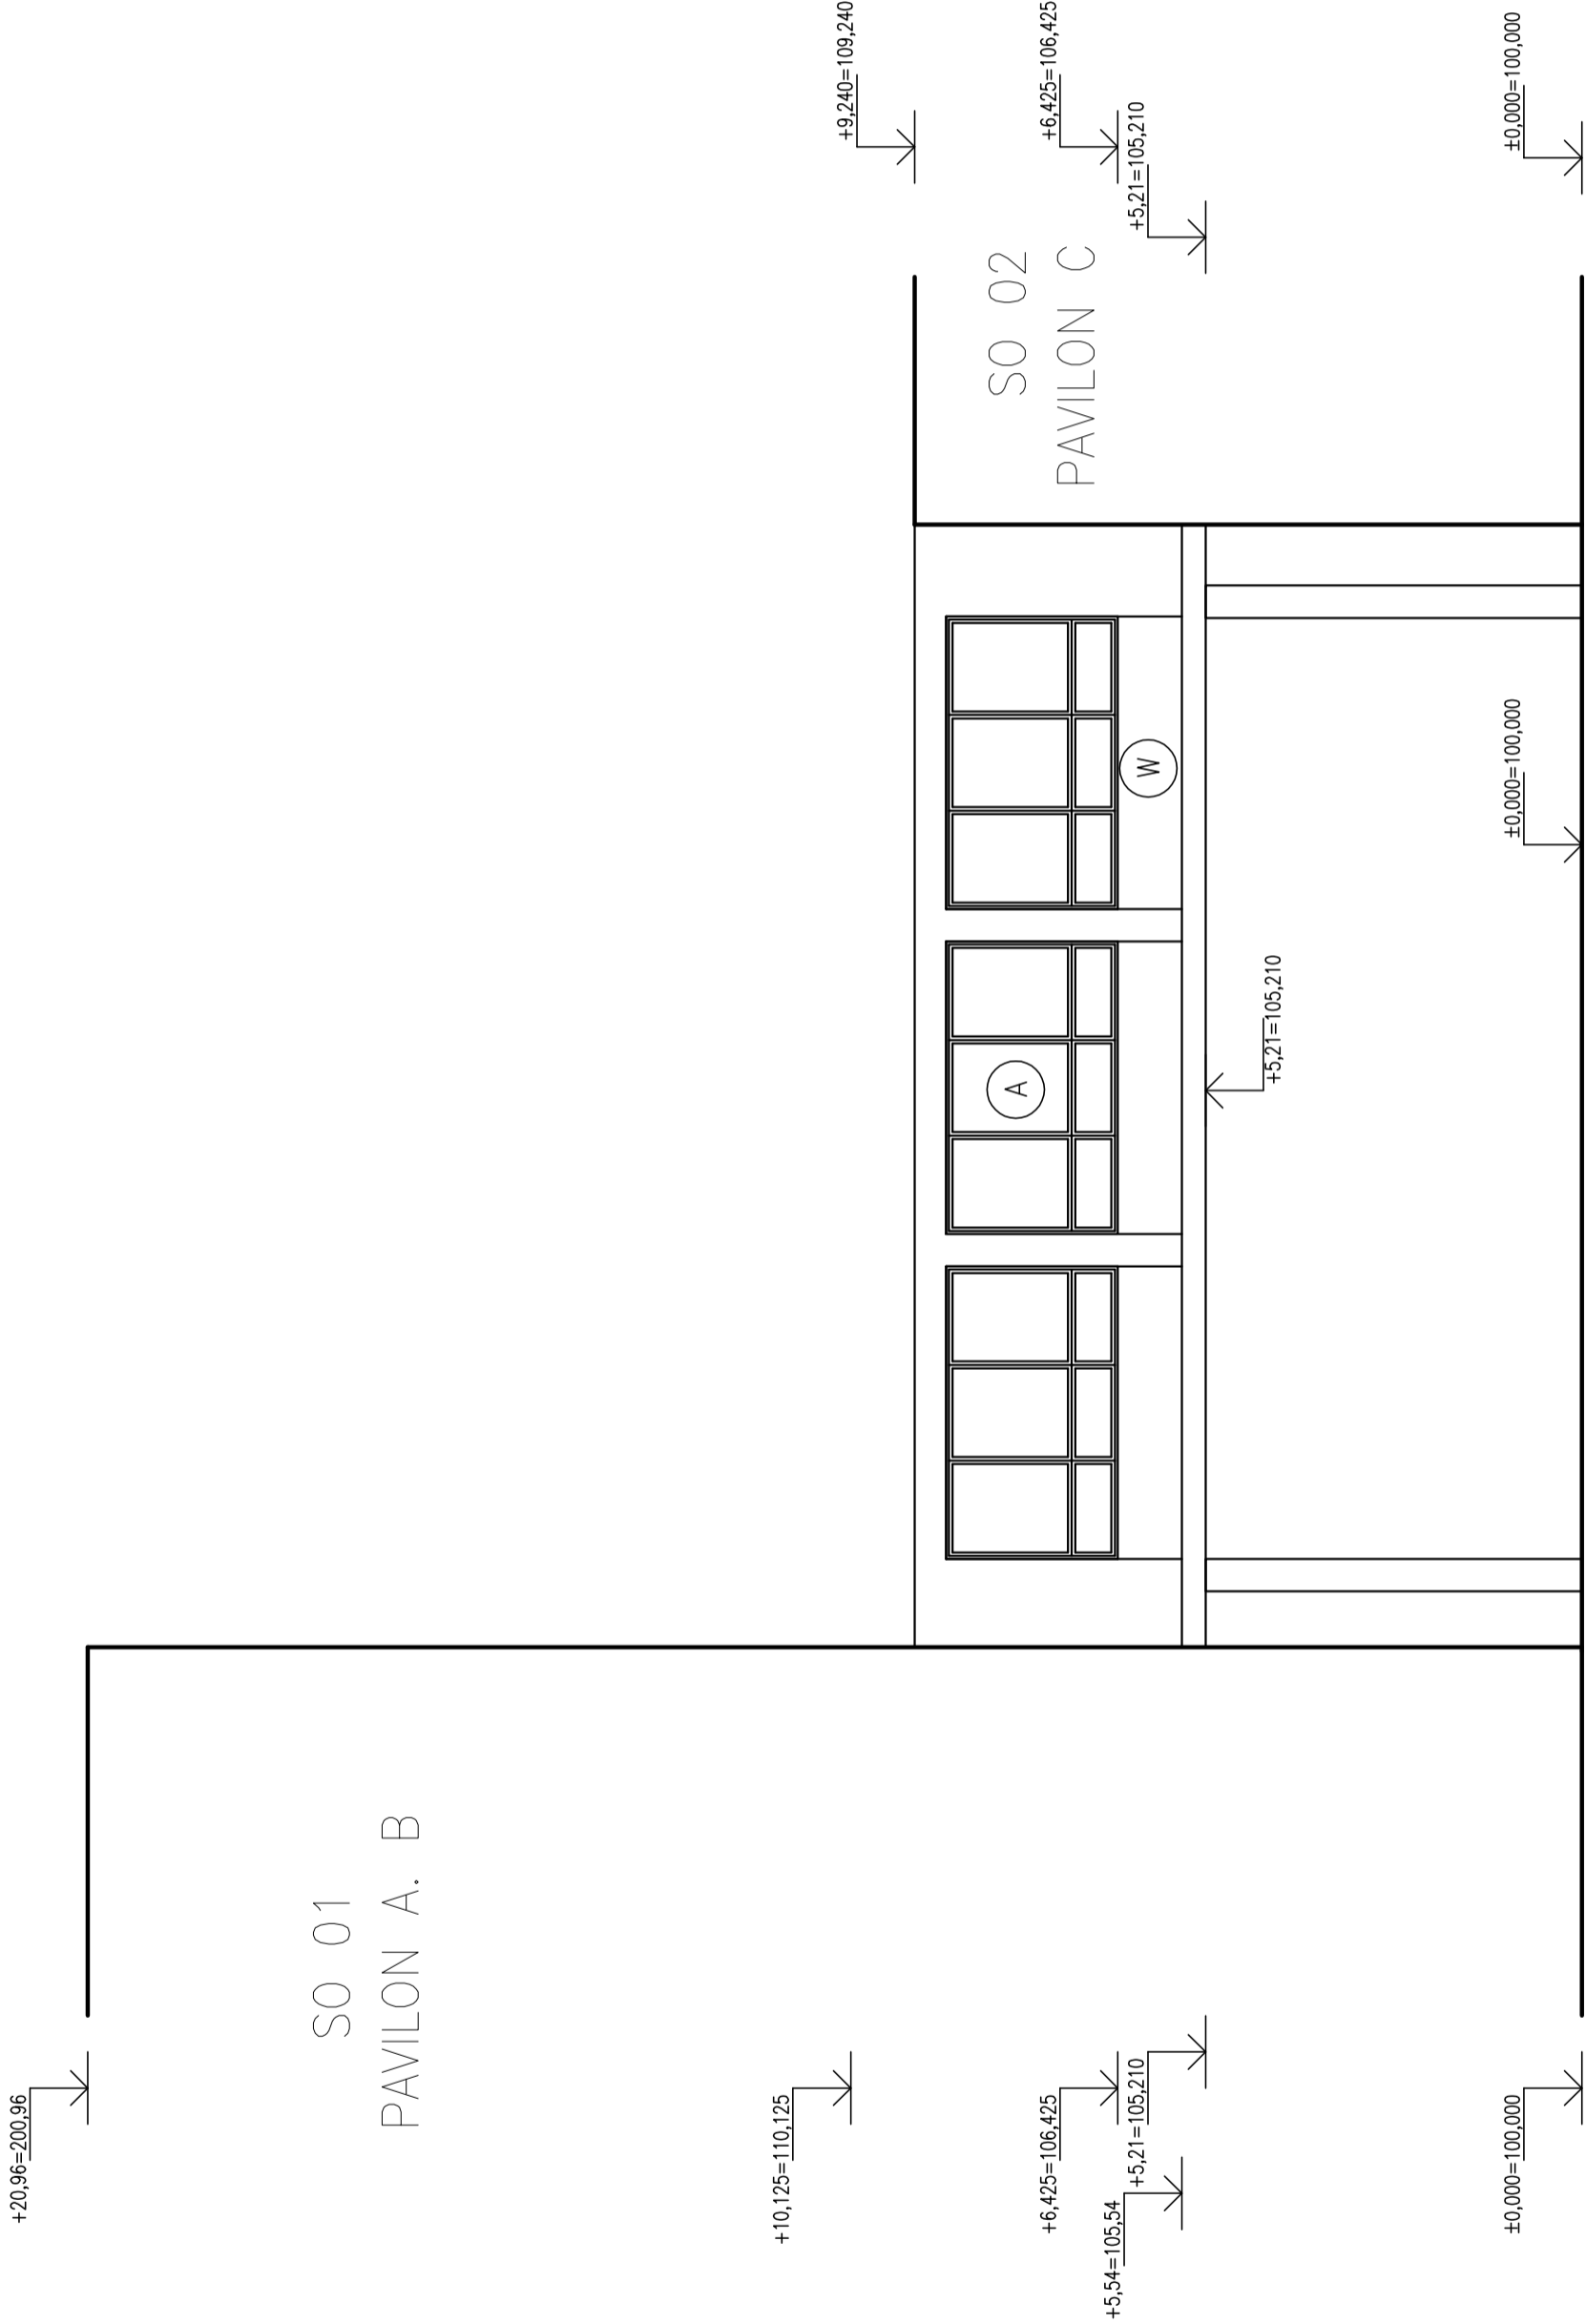 +20,96=200,96
SO 01
PAVILON A. B
+10,125=110,125
+6,425=106,425
+5,21=105,210
+5,54=105,54
±0,000=100,000
A
W
+5,21=105,210
±0,000=100,000
+9,240=109,240
SO 02
PAVILON C
+6,425=106,425
+5,21=105,210
±0,000=100,000